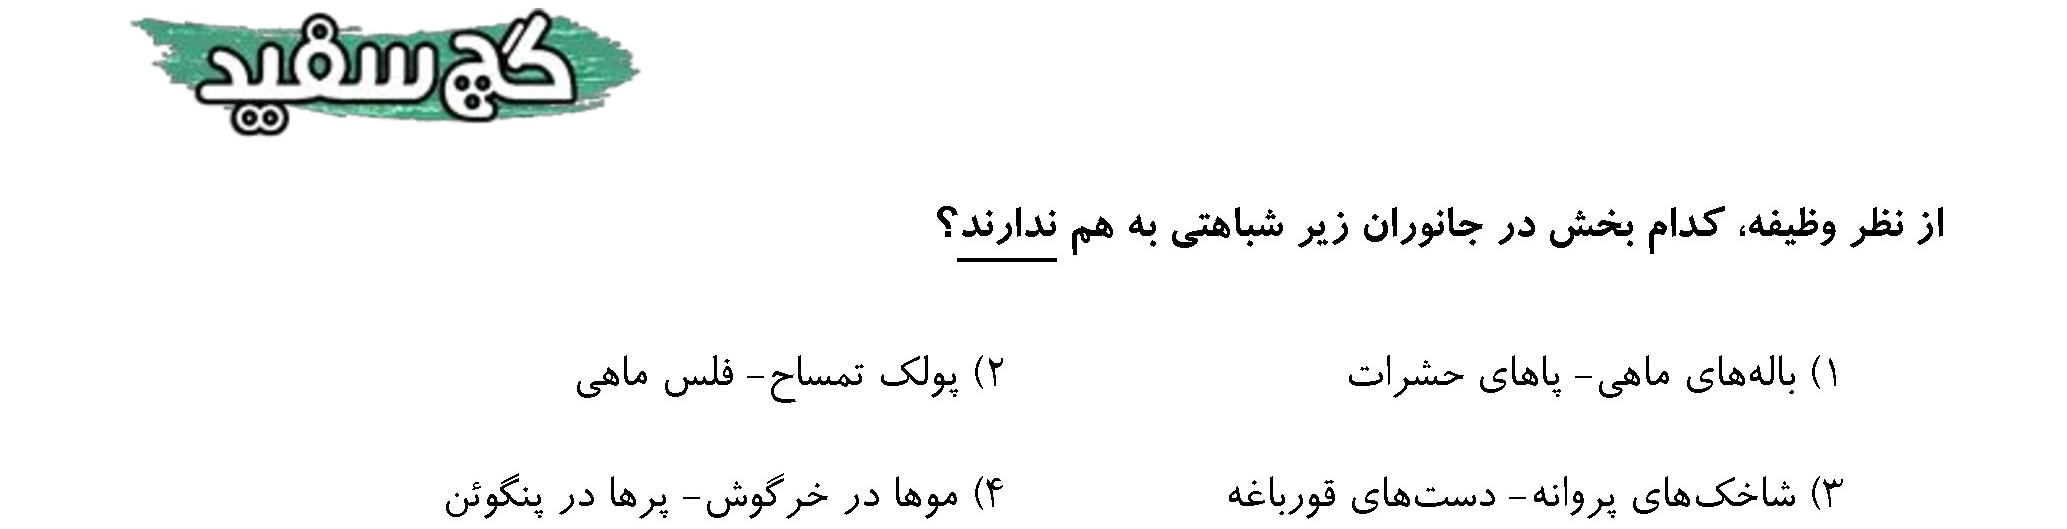 گچ سفید
از نظر وظیفه، کدام بخش در جانوران زیر شباهتی به هم ندارند؟
۱) باله‌های ماهی- پاهای حشرات
۲) پولک تمساح- فلس ماهی
۳) شاخک‌های پروانه- دست‌های قورباغه
۴) موها در خرگوش- پرها در پنگوئن